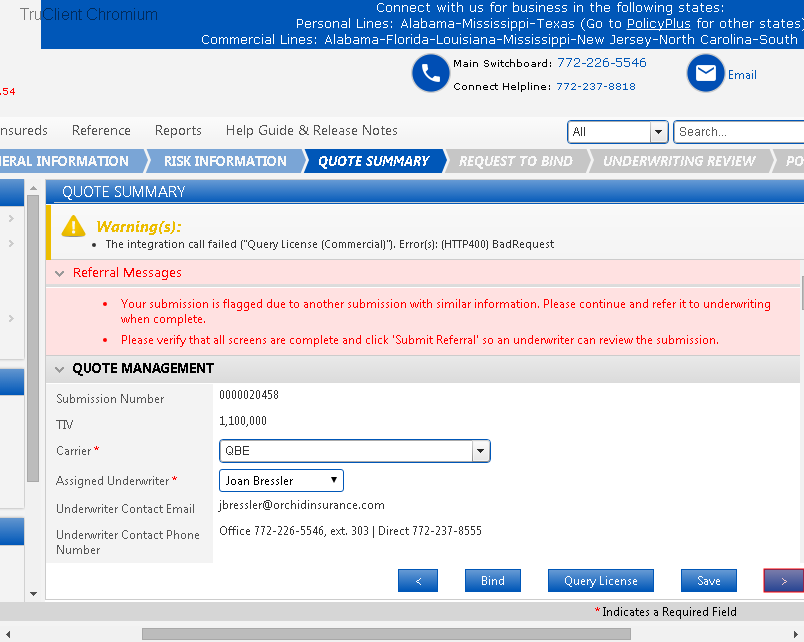 TruClient Chromium
Connect with us for business in the following states:
Personal Lines: Alabama-Mississippi-Texas (Go to PolicyPlus for other states)
Commercial Lines: Alabama-Florida-Louisiana-Mississippi-New Jersey-North Carolina-South
,54
Main Switchboard: 772-226-5546
Connect Helpline: 772-237-8818
Email
nsureds Reference Reports Help Guide & Release Notes
All
Search...
ERAL INFORMATION RISK INFORMATION QUOTE SUMMARY REQUEST TO BIND UNDERWRITING REVIEW PO
QUOTE SUMMARY
Warning(s):
• The integration call failed ("Query License (Commercial)"). Error(s): (HTTP400) BadRequest
Referral Messages
• Your submission is flagged due to another submission with similar information. Please continue and refer it to underwriting
when complete.
• Please verify that all screens are complete and click 'Submit Referral' so an underwriter can review the submission.
QUOTE MANAGEMENT
Submission Number 0000020458
TIV 1,100,000
Carrier * QBE
Assigned Underwriter * Joan Bressler
Underwriter Contact Email jbressler@orchidinsurance.com
Underwriter Contact Phone
Number
Office 772-226-5546, ext. 303 | Direct 772-237-8555
< Bind Query License Save >
* Indicates a Required Field